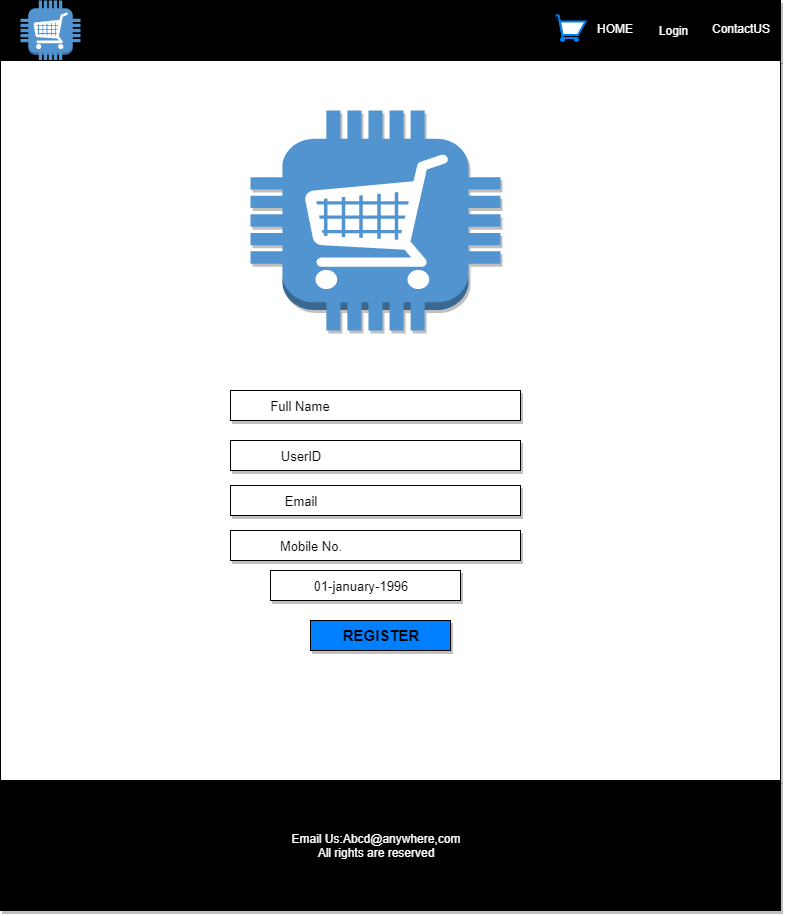 HOME
Login
ContactUS
Full Name
UserID
Email
Mobile No.
01-january-1996
REGISTER
Email Us:Abcd@anywhere,com
All rights are reserved